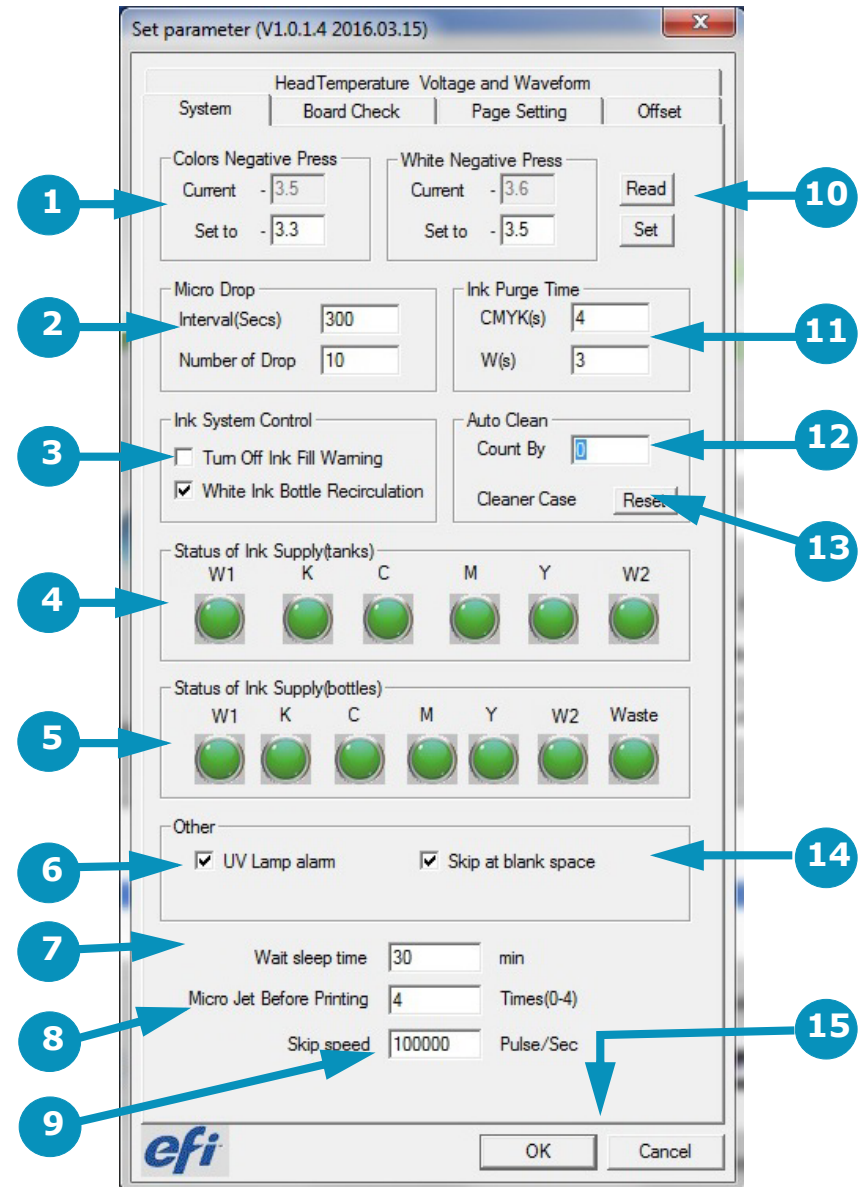 Set parameter (V1.0.1.4 2016.03.15)
x
HeadTemperature Voltage and Waveform
System Board Check Page Setting Offset
Colors Negative Press White Negative Press
1 Current - 3.5 Current - 3.6 Read 10
Set to - 3.3 Set to - 3.5 Set
Micro Drop Ink Purge Time
2 Interval(Secs) 300 CMYK(s) 4 11
Number of Drop 10 W(s) 3
Ink System Control Auto Clean
3 Turn Off Ink Fill Warning Count By 0 12
White Ink Bottle Recirculation Cleaner Case Reset
13
Status of Ink Supply(tanks)
W1 K C M Y W2
4
Status of Ink Supply(bottles)
W1 K C M Y W2 Waste
5
Other
6 UV Lamp alarm Skip at blank space 14
7 Wait sleep time 30 min
8 Micro Jet Before Printing 4 Times(0-4)
15
9 Skip speed 100000 Pulse/Sec
efi OK Cancel